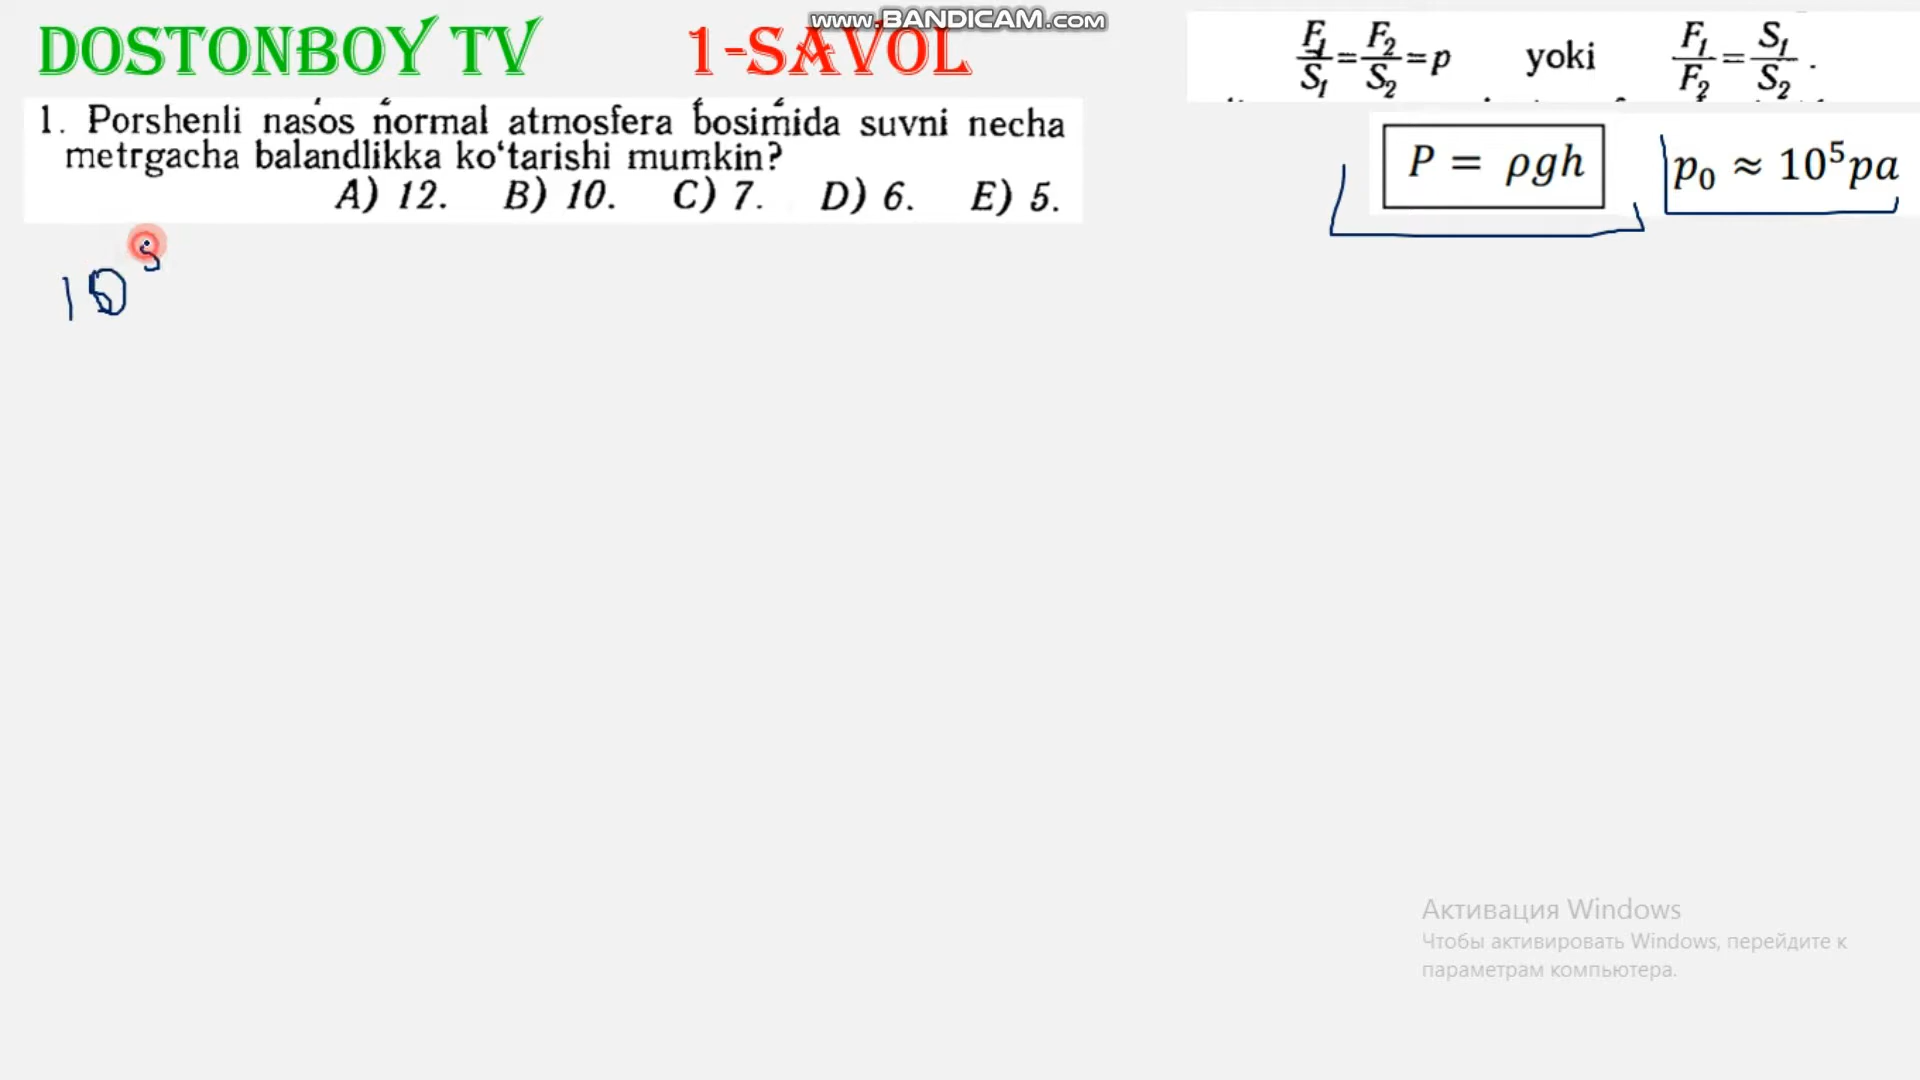 www.BANDICAM.com
DOSTONBOY TV 1-SAVOL
1. Porshenli nasos normal atmosfera bosimida suvni necha
metrgacha balandlikka ko‘tarishi mumkin?
A) 12. B) 10. C) 7. D) 6. E) 5.
F₁/S₁ = F₂/S₂ = p yoki F₁/F₂ = S₁/S₂ .
P = ρgh
p₀ ≈ 10⁵pa
10⁵
Активация Windows
Чтобы активировать Windows, перейдите к
параметрам компьютера.